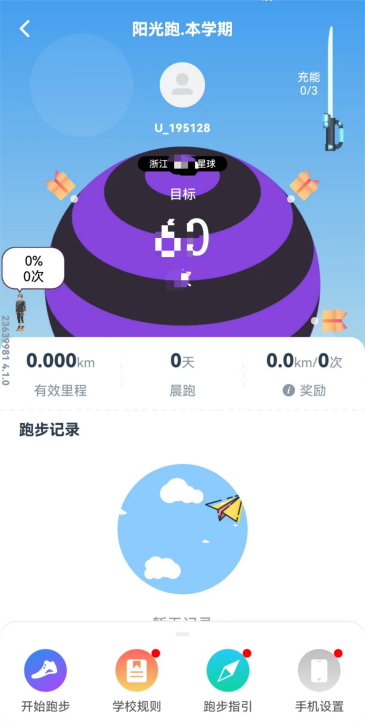 阳光跑.本学期
充能
0/3
U_195128
浙江 星球
目标
0%
0次
23639981 4.1.0
0.000km
0天
0.0km/0次
有效里程
晨跑
i 奖励
跑步记录
开始跑步
学校规则
跑步指引
手机设置